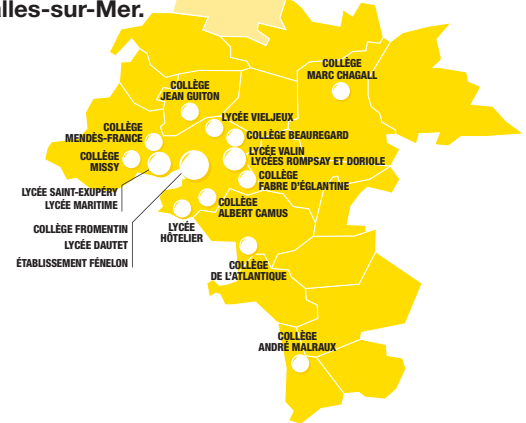 alles-sur-Mer.
COLLÈGE
MARC CHAGALL
COLLÈGE
JEAN GUITON
LYCÉE VIELJEUX
COLLÈGE
MENDÈS-FRANCE
COLLÈGE BEAUREGARD
COLLÈGE
MISSY
LYCÉE VALIN
LYCÉES ROMPSAY ET DORIOLE
COLLÈGE
FABRE D'ÉGLANTINE
LYCÉE SAINT-EXUPÉRY
LYCÉE MARITIME
COLLÈGE
ALBERT CAMUS
COLLÈGE FROMENTIN
LYCÉE DAUTET
ÉTABLISSEMENT FÉNELON
LYCÉE
HÔTELIER
COLLÈGE
DE L'ATLANTIQUE
COLLÈGE
ANDRÉ MALRAUX